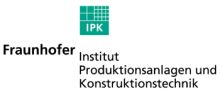 IPK
Fraunhofer Institut
Produktionsanlagen und
Konstruktionstechnik